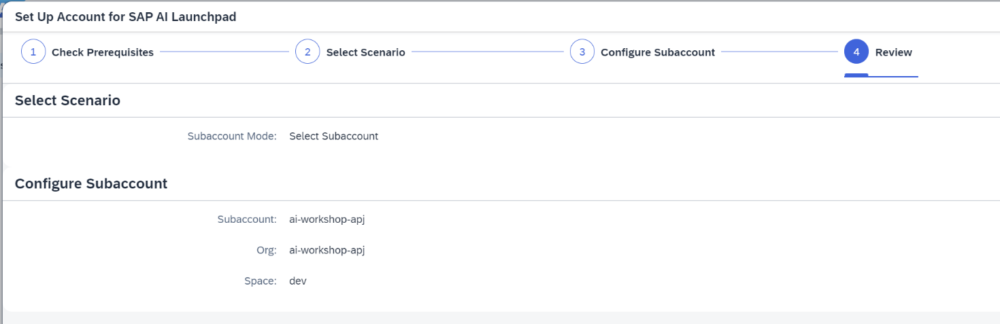 Set Up Account for SAP AI Launchpad
1 Check Prerequisites 2 Select Scenario 3 Configure Subaccount 4 Review
Select Scenario
Subaccount Mode: Select Subaccount
Configure Subaccount
Subaccount: ai-workshop-apj
Org: ai-workshop-apj
Space: dev